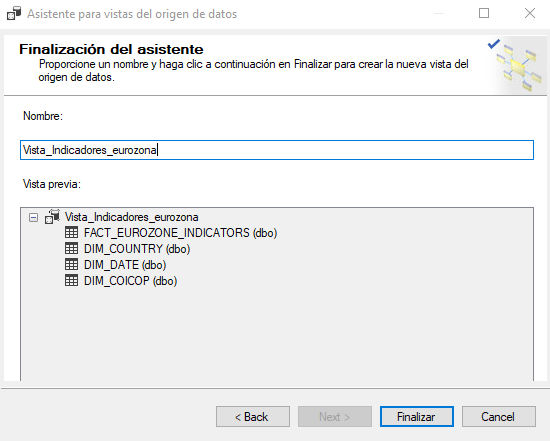 Asistente para vistas del origen de datos
Finalización del asistente
Proporcione un nombre y haga clic a continuación en Finalizar para crear la nueva vista del
origen de datos.
Nombre:
Vista_Indicadores_eurozona
Vista previa:
Vista_Indicadores_eurozona
FACT_EUROZONE_INDICATORS (dbo)
DIM_COUNTRY (dbo)
DIM_DATE (dbo)
DIM_COICOP (dbo)
< Back
Next >
Finalizar
Cancel